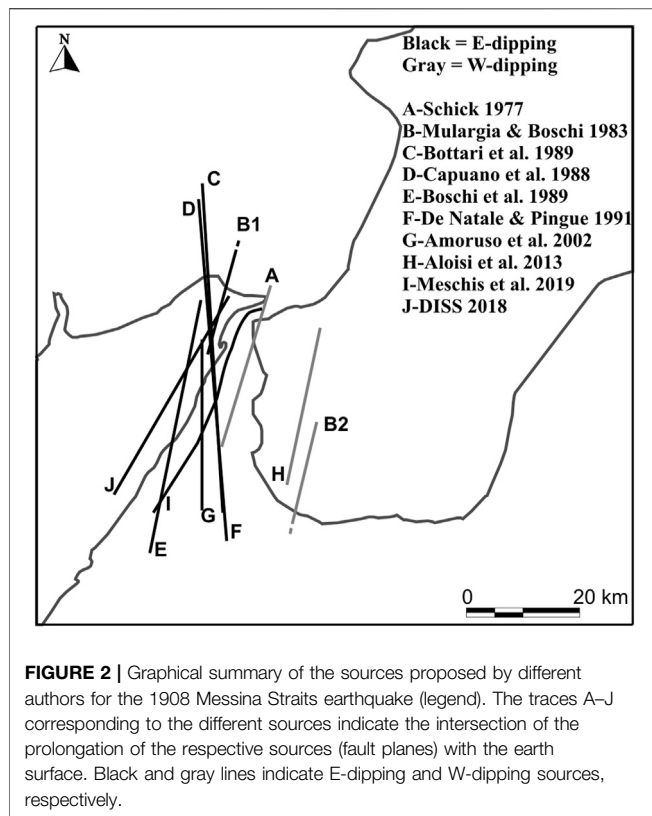 N
Black = E-dipping
Gray = W-dipping
A-Schick 1977
B-Mulargia & Boschi 1983
C-Bottari et al. 1989
D-Capuano et al. 1988
E-Boschi et al. 1989
F-De Natale & Pingue 1991
G-Amoruso et al. 2002
H-Aloisi et al. 2013
I-Meschis et al. 2019
J-DISS 2018
C
D
B1
A
B2
H
J
I
G
F
E
0 20 km
FIGURE 2 | Graphical summary of the sources proposed by different
authors for the 1908 Messina Straits earthquake (legend). The traces A–J
corresponding to the different sources indicate the intersection of the
prolongation of the respective sources (fault planes) with the earth
surface. Black and gray lines indicate E-dipping and W-dipping sources,
respectively.